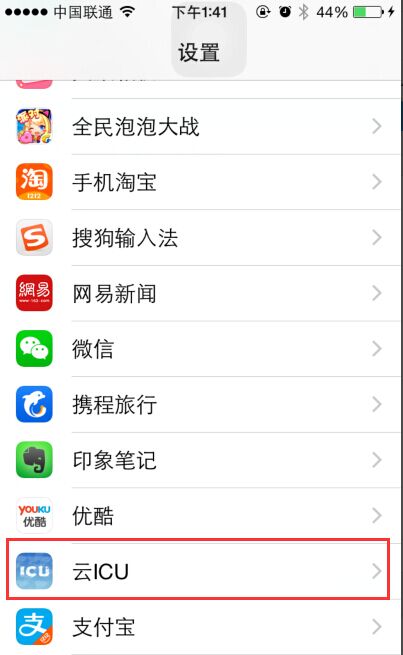 中国联通
下午1:41
44%
设置
全民泡泡大战
淘
1212
手机淘宝
搜狗输入法
網易
www.163.com
网易新闻
微信
携程旅行
印象笔记
YOUKU
优酷
优酷
ICU
云ICU
支
支付宝